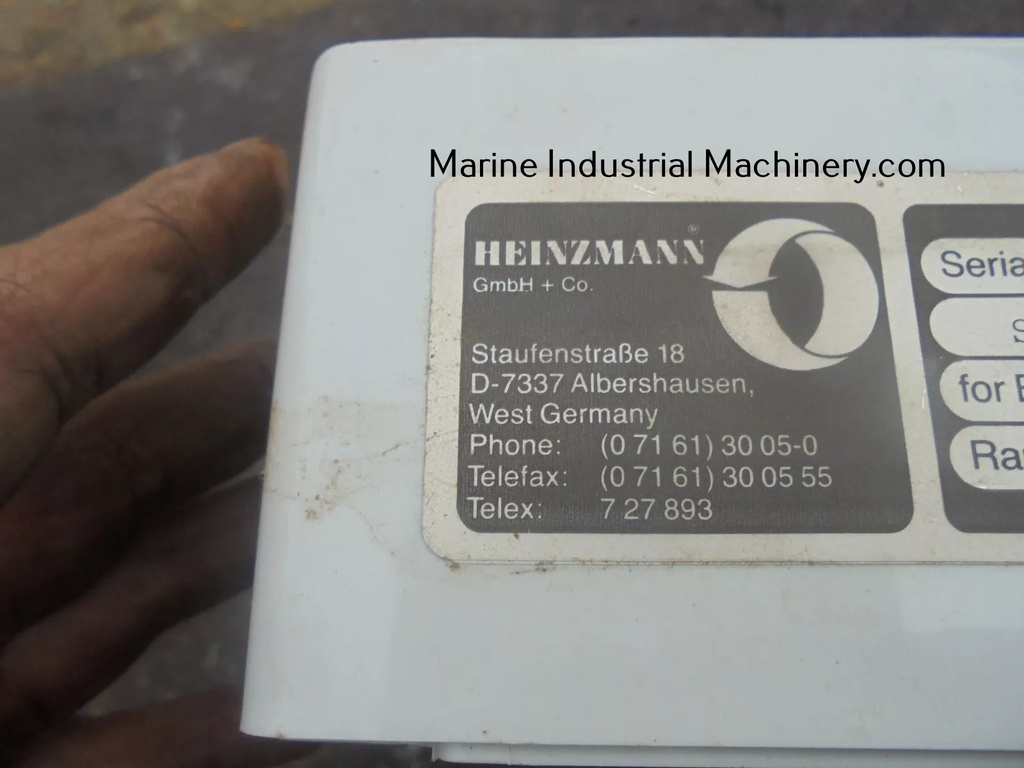 Marine Industrial Machinery.com
HEINZMANN®
GmbH + Co.
Staufenstraße 18
D-7337 Albershausen,
West Germany
Phone: (0 71 61) 30 05-0
Telefax: (0 71 61) 30 05 55
Telex: 7 27 893
for